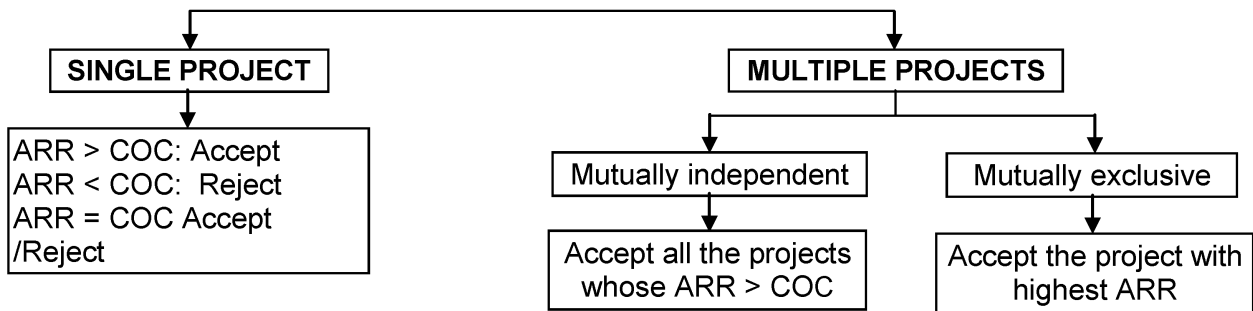 SINGLE PROJECT
ARR > COC: Accept
ARR < COC:  Reject
ARR = COC Accept
/Reject
MULTIPLE PROJECTS
Mutually independent
Accept all the projects
whose ARR > COC
Mutually exclusive
Accept the project with
highest ARR